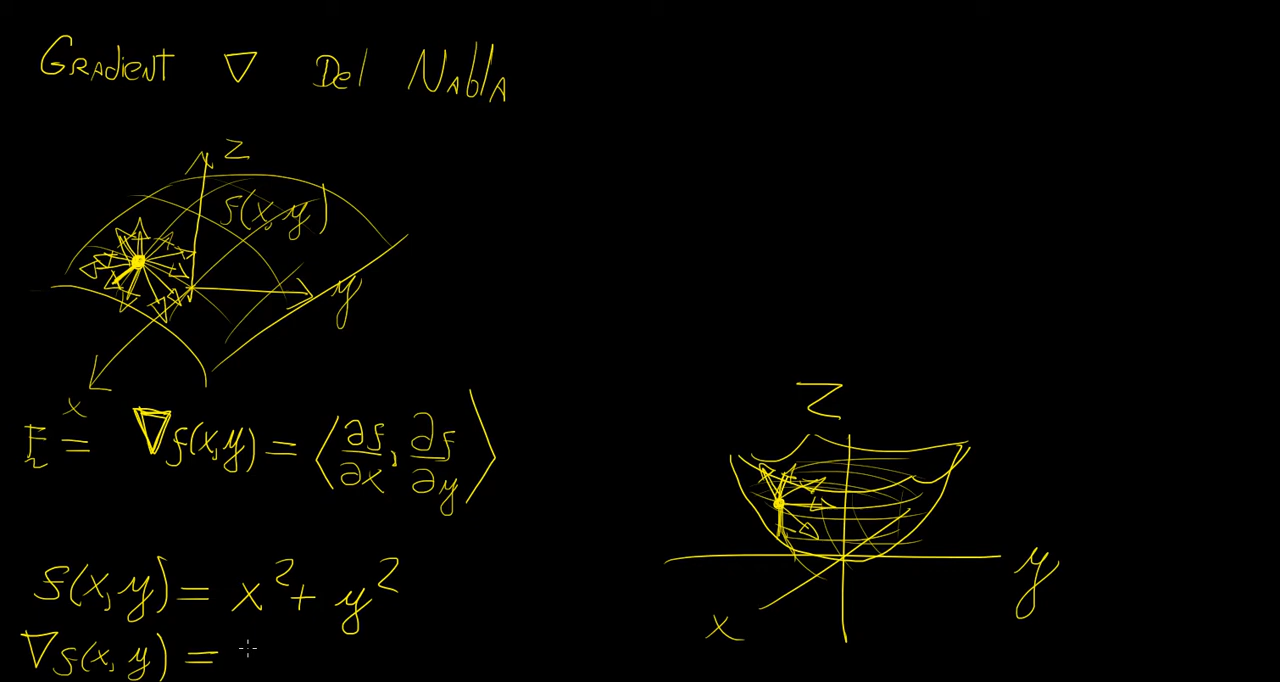 Gradient ∇ Del Nabla
z
f(x,y)
y
x
= ∇f(x,y) = ⟨∂f/∂x, ∂f/∂y⟩
f(x,y) = x² + y²
∇f(x,y) =
z
y
x